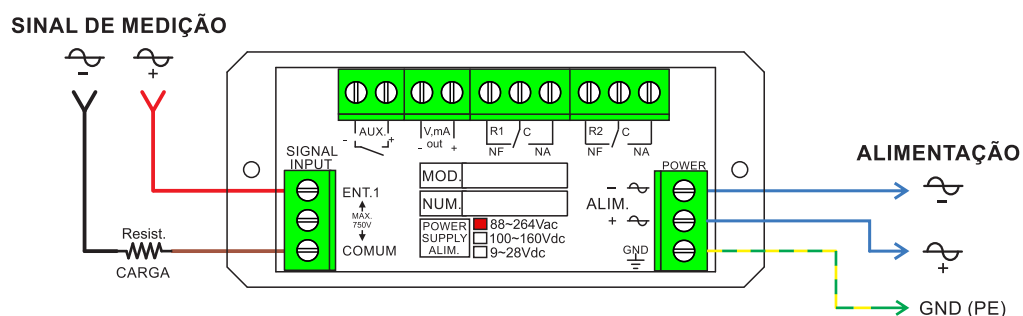 SINAL DE MEDIÇÃO
- +
AUX.
- +
V,mA
- out +
R1 C
NF NA
R2 C
NF NA
SIGNAL
INPUT
ENT.1
MAX.
750V
COMUM
MOD.
NUM.
POWER
SUPPLY
ALIM.
88~264Vac
100~160Vdc
9~28Vdc
POWER
-
ALIM.
+
GND
Resist.
CARGA
ALIMENTAÇÃO
-
+
GND (PE)